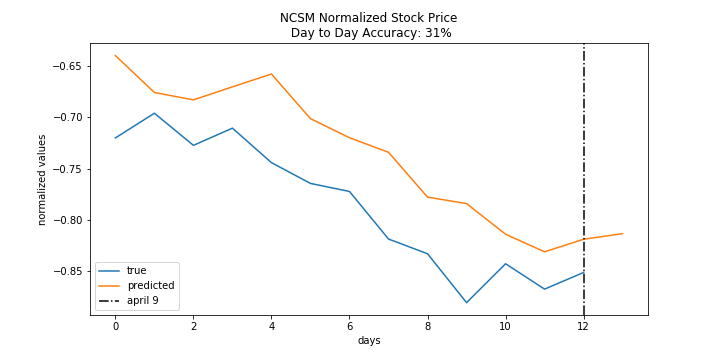 NCSM Normalized Stock Price
Day to Day Accuracy: 31%
normalized values
−0.65
−0.70
−0.75
−0.80
−0.85
true
predicted
april 9
0 2 4 6 8 10 12
days